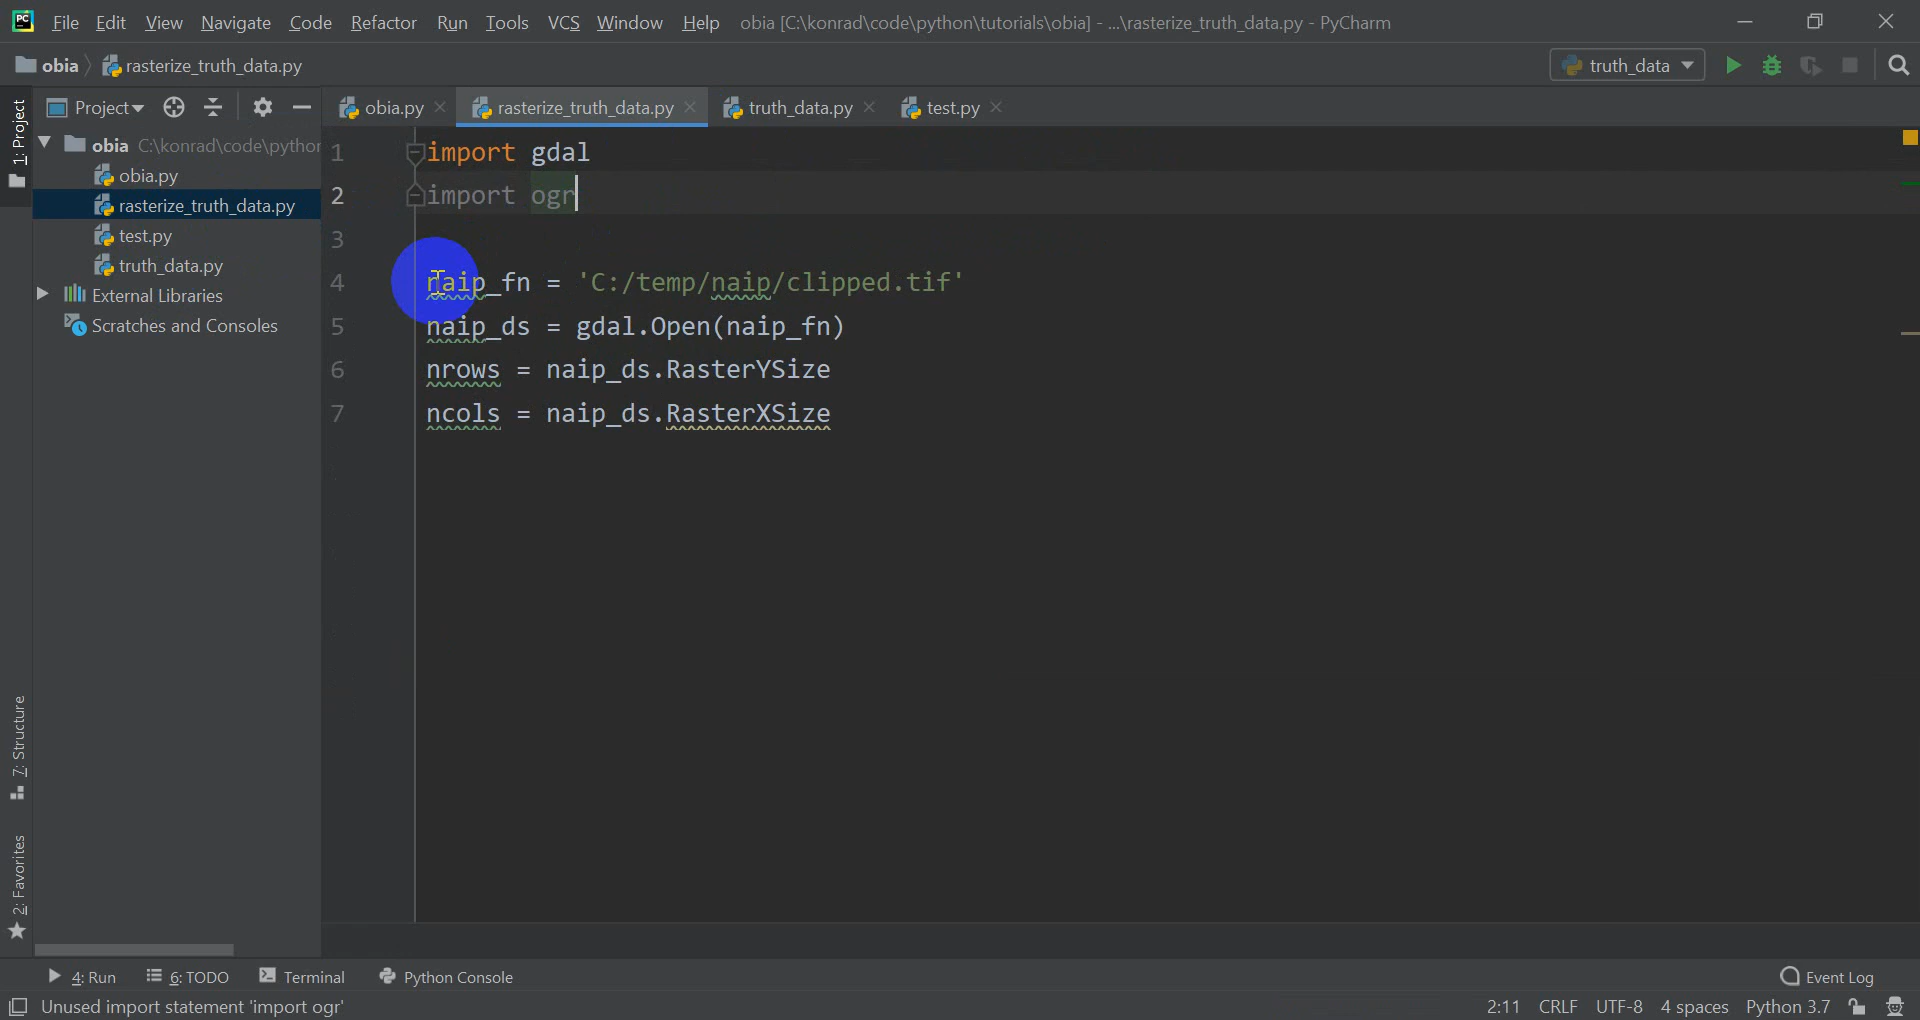 PC File Edit View Navigate Code Refactor Run Tools VCS Window Help obia [C:\konrad\code\python\tutorials\obia] - ...\rasterize_truth_data.py - PyCharm
obia rasterize_truth_data.py truth_data
1: Project Project obia.py rasterize_truth_data.py truth_data.py test.py
obia C:\konrad\code\python
obia.py
rasterize_truth_data.py
test.py
truth_data.py
External Libraries
Scratches and Consoles
1 import gdal
2 import ogr
3
4 naip_fn = 'C:/temp/naip/clipped.tif'
5 naip_ds = gdal.Open(naip_fn)
6 nrows = naip_ds.RasterYSize
7 ncols = naip_ds.RasterXSize
7: Structure
2: Favorites
4: Run 6: TODO Terminal Python Console Event Log
Unused import statement 'import ogr' 2:11 CRLF UTF-8 4 spaces Python 3.7